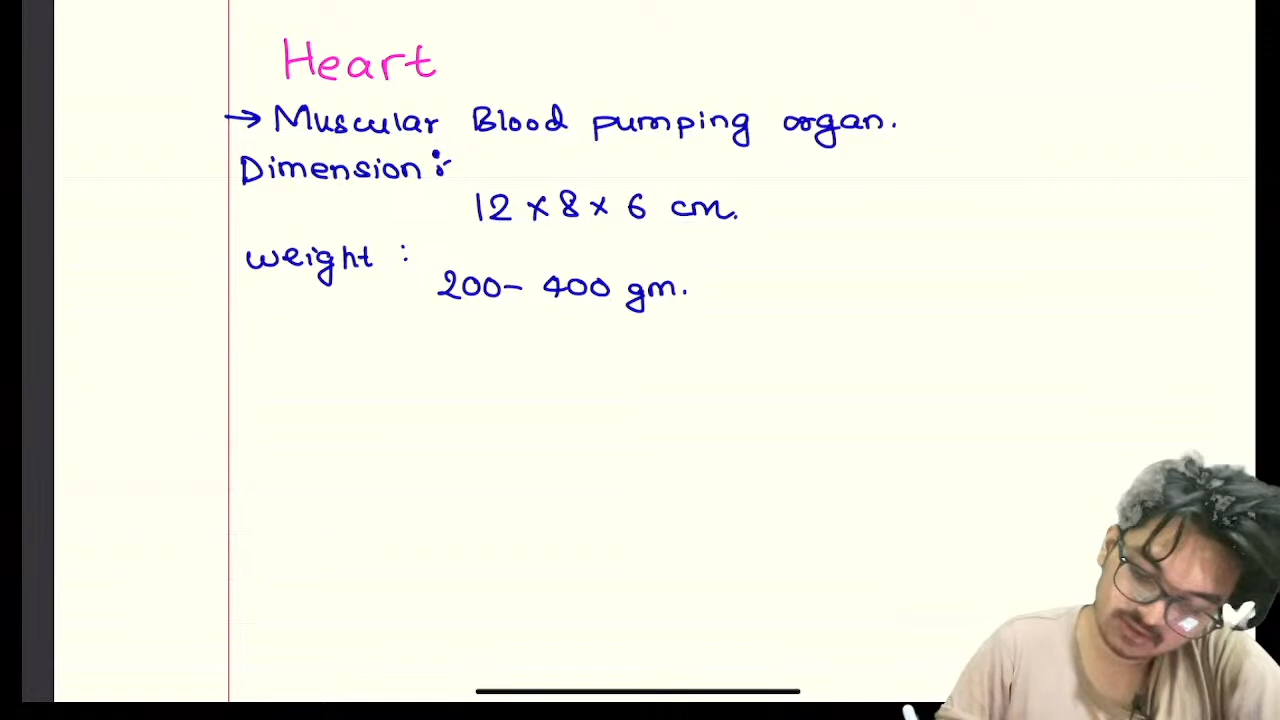 Heart
→ Muscular Blood pumping organ.
Dimension :-
12 × 8 × 6 cm.
weight :
200- 400 gm.